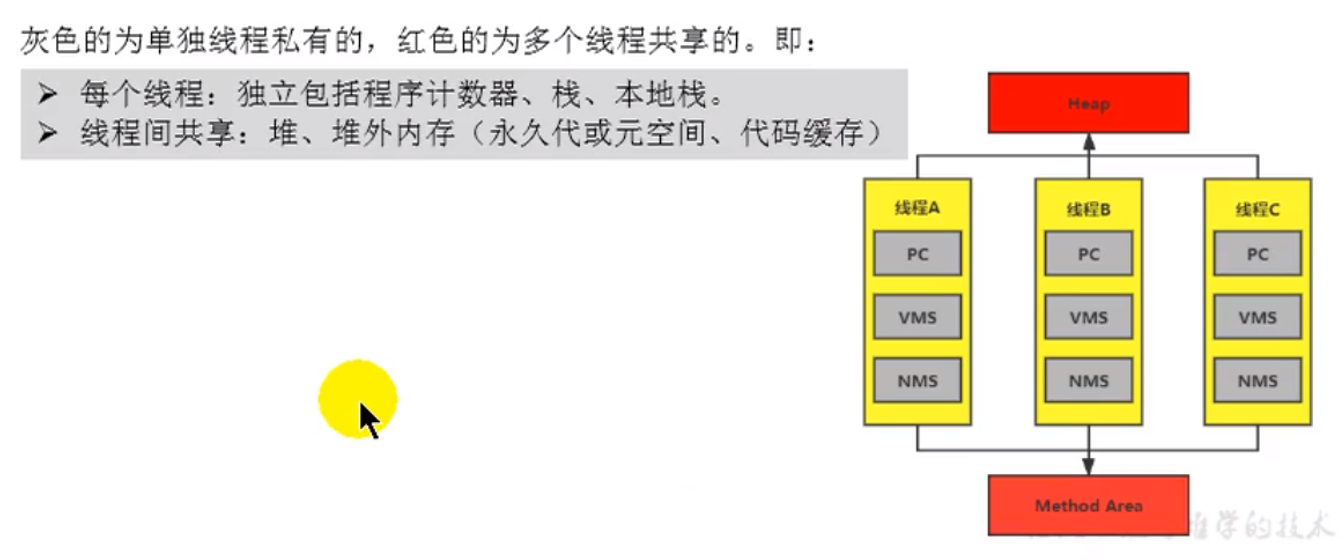 灰色的为单独线程私有的，红色的为多个线程共享的。即：
➢ 每个线程：独立包括程序计数器、栈、本地栈。
➢ 线程间共享：堆、堆外内存（永久代或元空间、代码缓存）
Heap
线程A
线程B
线程C
PC
PC
PC
VMS
VMS
VMS
NMS
NMS
NMS
Method Area
学的技术